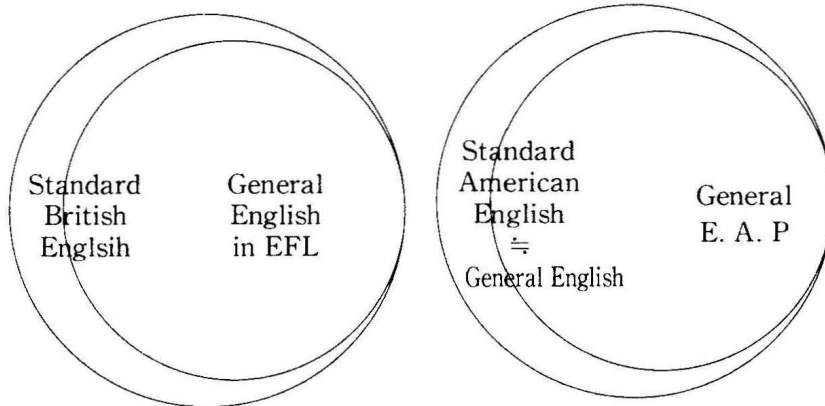 Standard
British
Englsih
General
English
in EFL
Standard
American
English
≒
General English
General
E. A. P